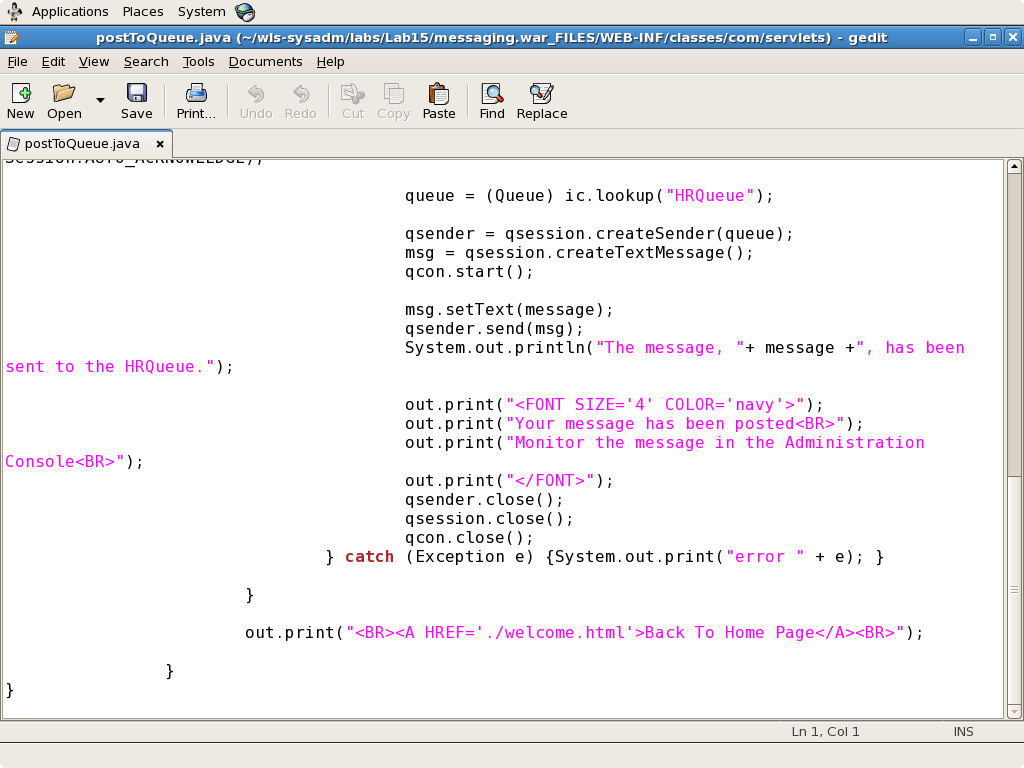 Applications Places System
postToQueue.java (~/wls-sysadm/labs/Lab15/messaging.war_FILES/WEB-INF/classes/com/servlets) - gedit
File Edit View Search Tools Documents Help
New Open Save Print... Undo Redo Cut Copy Paste Find Replace
postToQueue.java
Session.AUTO_ACKNOWLEDGE);
queue = (Queue) ic.lookup("HRQueue");
qsender = qsession.createSender(queue);
msg = qsession.createTextMessage();
qcon.start();
msg.setText(message);
qsender.send(msg);
System.out.println("The message, "+ message +", has been
sent to the HRQueue.");
out.print("<FONT SIZE='4' COLOR='navy'>");
out.print("Your message has been posted<BR>");
out.print("Monitor the message in the Administration
Console<BR>");
out.print("</FONT>");
qsender.close();
qsession.close();
qcon.close();
} catch (Exception e) {System.out.print("error " + e); }
}
out.print("<BR><A HREF='./welcome.html'>Back To Home Page</A><BR>");
}
}
Ln 1, Col 1 INS